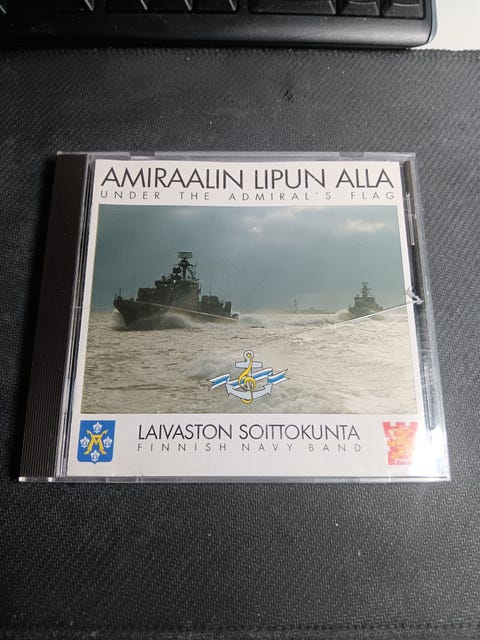 AMIRAALIN LIPUN ALLA
UNDER THE ADMIRAL'S FLAG
LAIVASTON SOITTOKUNTA
FINNISH NAVY BAND